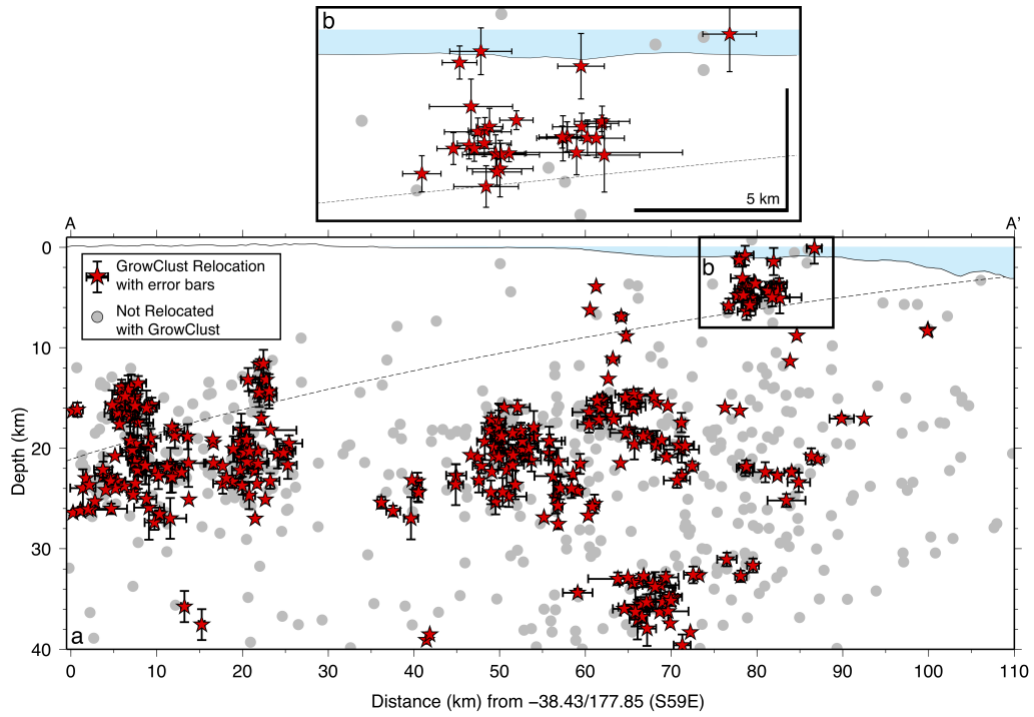 b
5 km
A
A'
0
10
20
30
40
Depth (km)
GrowClust Relocation
with error bars
Not Relocated
with GrowClust
b
a
0
10
20
30
40
50
60
70
80
90
100
110
Distance (km) from −38.43/177.85 (S59E)